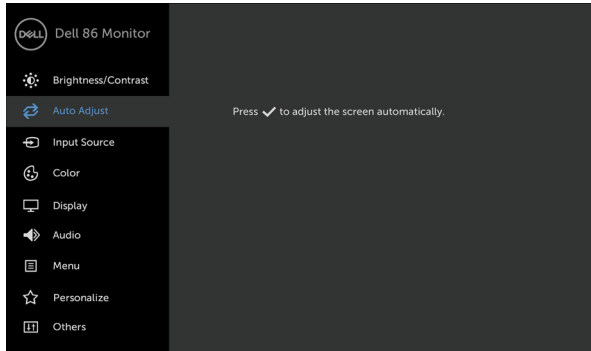 DELL Dell 86 Monitor
Brightness/Contrast
Auto Adjust
Press ✓ to adjust the screen automatically.
Input Source
Color
Display
Audio
Menu
Personalize
Others